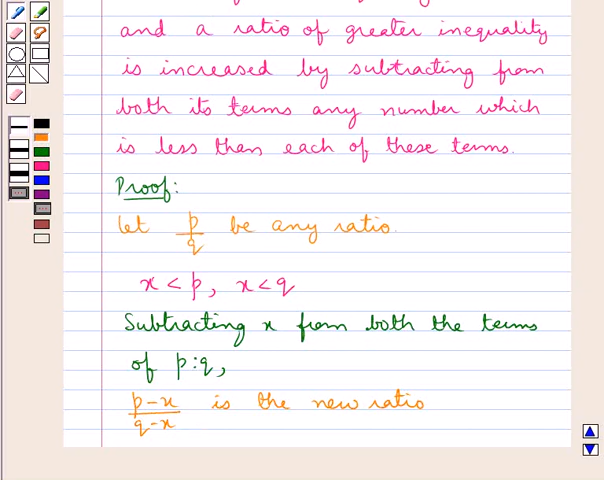 and a ratio of greater inequality
is increased by subtracting from
both its terms any number which
is less than each of these terms.
Proof:
Let p/q be any ratio.
x < p, x < q
Subtracting x from both the terms
of p:q,
p-x/q-x is the new ratio